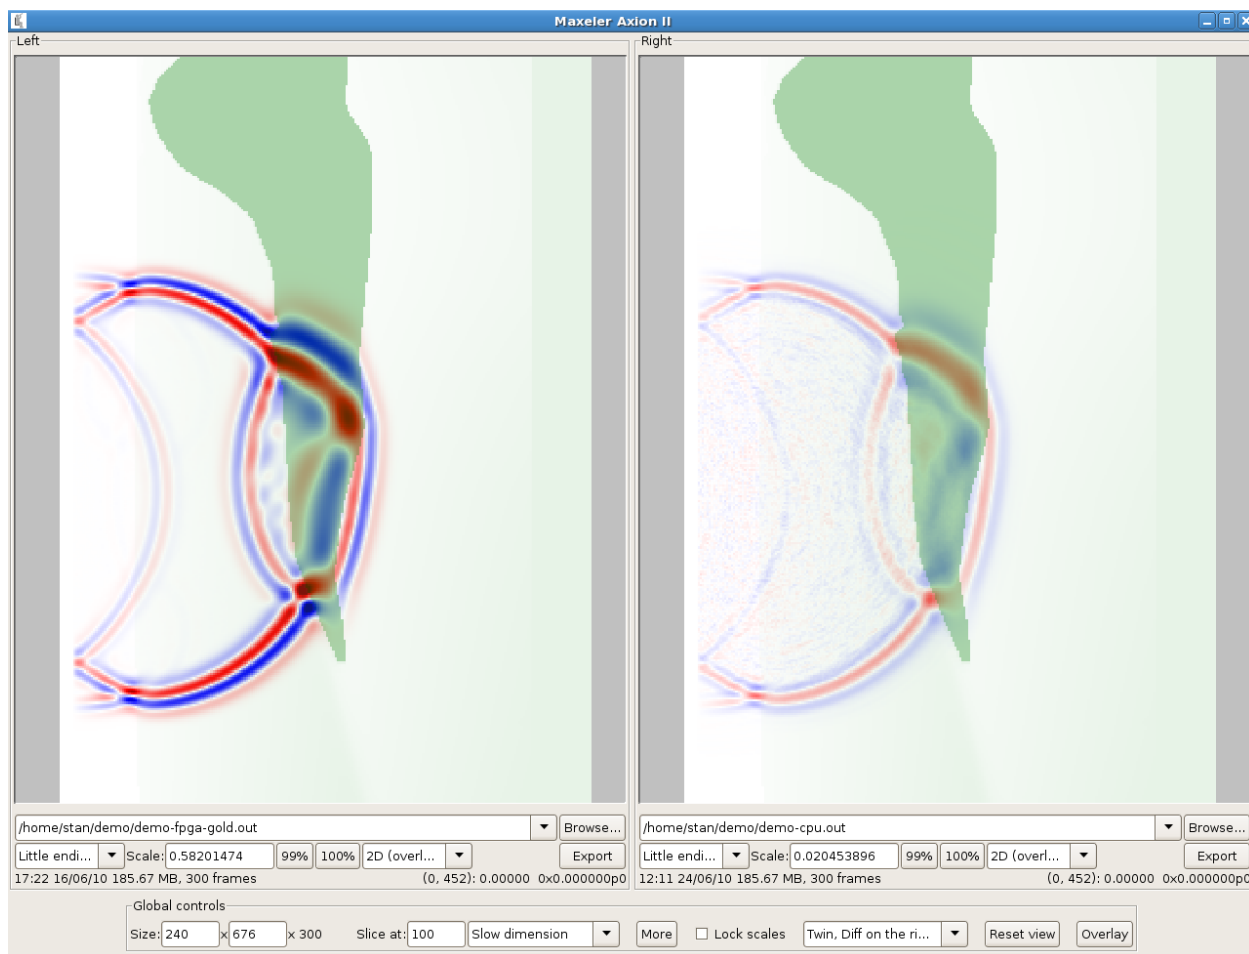 Maxeler Axion II
Left
Right
/home/stan/demo/demo-fpga-gold.out
Browse...
Little endi...
Scale:
0.58201474
99%
100%
2D (overl...
Export
17:22 16/06/10 185.67 MB, 300 frames
(0, 452): 0.00000 0x0.000000p0
/home/stan/demo/demo-cpu.out
Browse...
Little endi...
Scale:
0.020453896
99%
100%
2D (overl...
Export
12:11 24/06/10 185.67 MB, 300 frames
(0, 452): 0.00000 0x0.000000p0
Global controls
Size: 240 x 676 x 300 Slice at: 100 Slow dimension More Lock scales Twin, Diff on the ri... Reset view Overlay